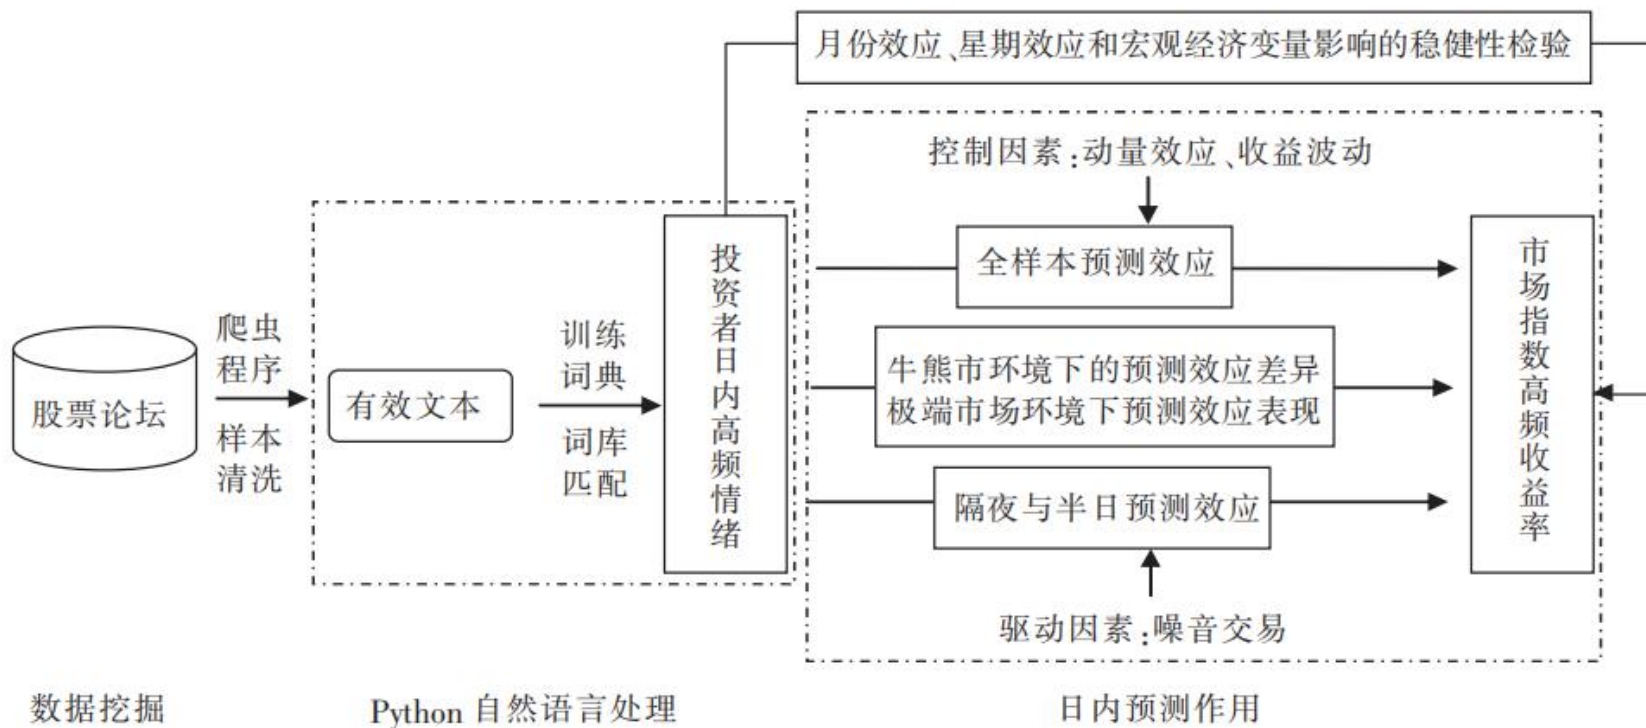 月份效应、星期效应和宏观经济变量影响的稳健性检验
控制因素:动量效应、收益波动
股票论坛
爬虫
程序
样本
清洗
有效文本
训练
词典
词库
匹配
投资者日内高频情绪
全样本预测效应
牛熊市环境下的预测效应差异
极端市场环境下预测效应表现
隔夜与半日预测效应
驱动因素:噪音交易
市场指数高频收益率
数据挖掘
Python 自然语言处理
日内预测作用